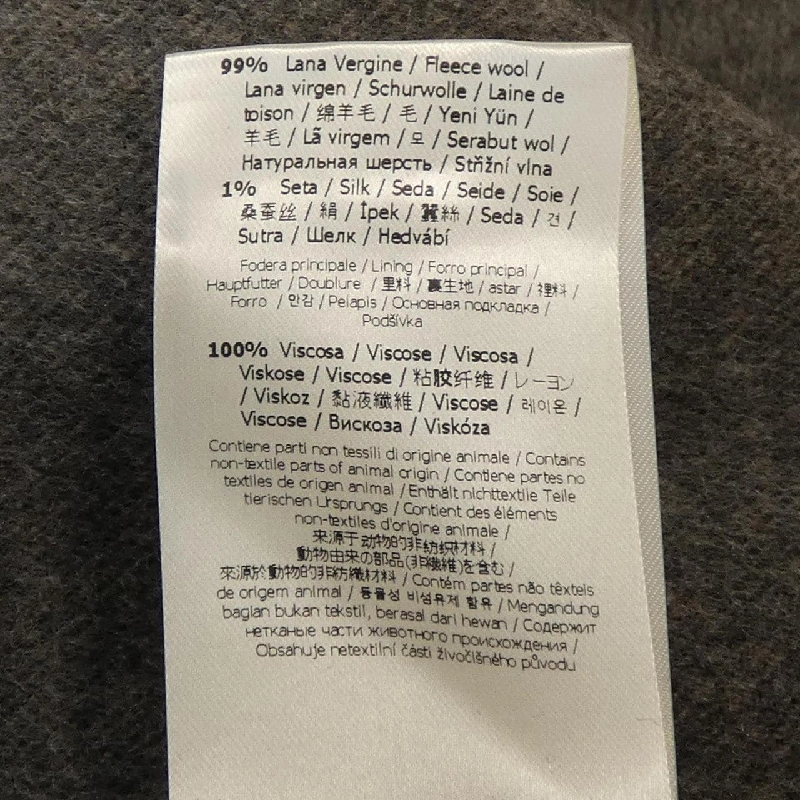 99% Lana Vergine / Fleece wool /
Lana virgen / Schurwolle / Laine de
toison / 绵羊毛 / 毛 / Yeni Yün /
羊毛 / Lã virgem / 모 / Serabut wol /
Натуральная шерсть / Střžní vlna
1% Seta / Silk / Seda / Seide / Soie /
桑蚕丝 / 絹 / İpek / 蠶絲 / Seda / 견 /
Sutra / Шелк / Hedvábí
Fodera principale / Lining / Forro principal /
Hauptfutter / Doublure / 里料 / 裏生地 / astar / 裡料 /
Forro / 안감 / Pelapis / Основная подкладка /
Podšívka
100% Viscosa / Viscose / Viscosa /
Viskose / Viscose / 粘胶纤维 / レーヨン
/ Viskoz / 黏液纖維 / Viscose / 레이온 /
Viscose / Вискоза / Viskóza
Contiene parti non tessili di origine animale / Contains
non-textile parts of animal origin / Contiene partes no
textiles de origen animal / Enthält nichttextlie Teile
tierischen Ursprungs / Contient des éléments
non-textiles d'origine animale /
来源于动物的非纺织材料 /
動物由来の部品(非繊維)を含む /
來源於動物的非紡織材料 / Contém partes não têxteis
de origem animal / 동물성 비섬유제 함유 / Mengandung
bagian bukan tekstil, berasal dari hewan / Содержит
нетканые части животного происхождения /
Obsahuje netextilní části živočišného původu